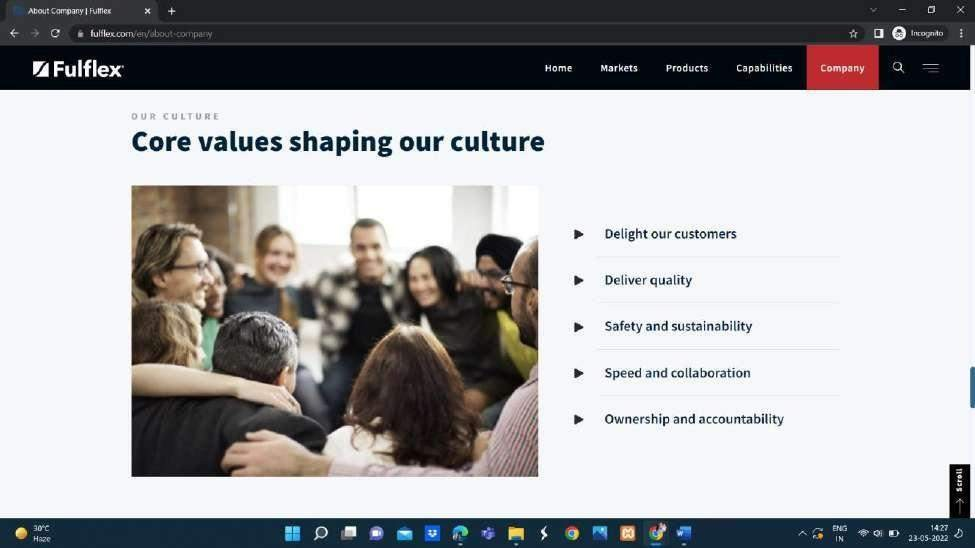 About Company | Fulflex
fulflex.com/en/about-company
Incognito
Fulflex
Home Markets Products Capabilities Company
OUR CULTURE
Core values shaping our culture
Delight our customers
Deliver quality
Safety and sustainability
Speed and collaboration
Ownership and accountability
Scroll
30°C
Haze
ENG
IN
14:27
23-05-2022